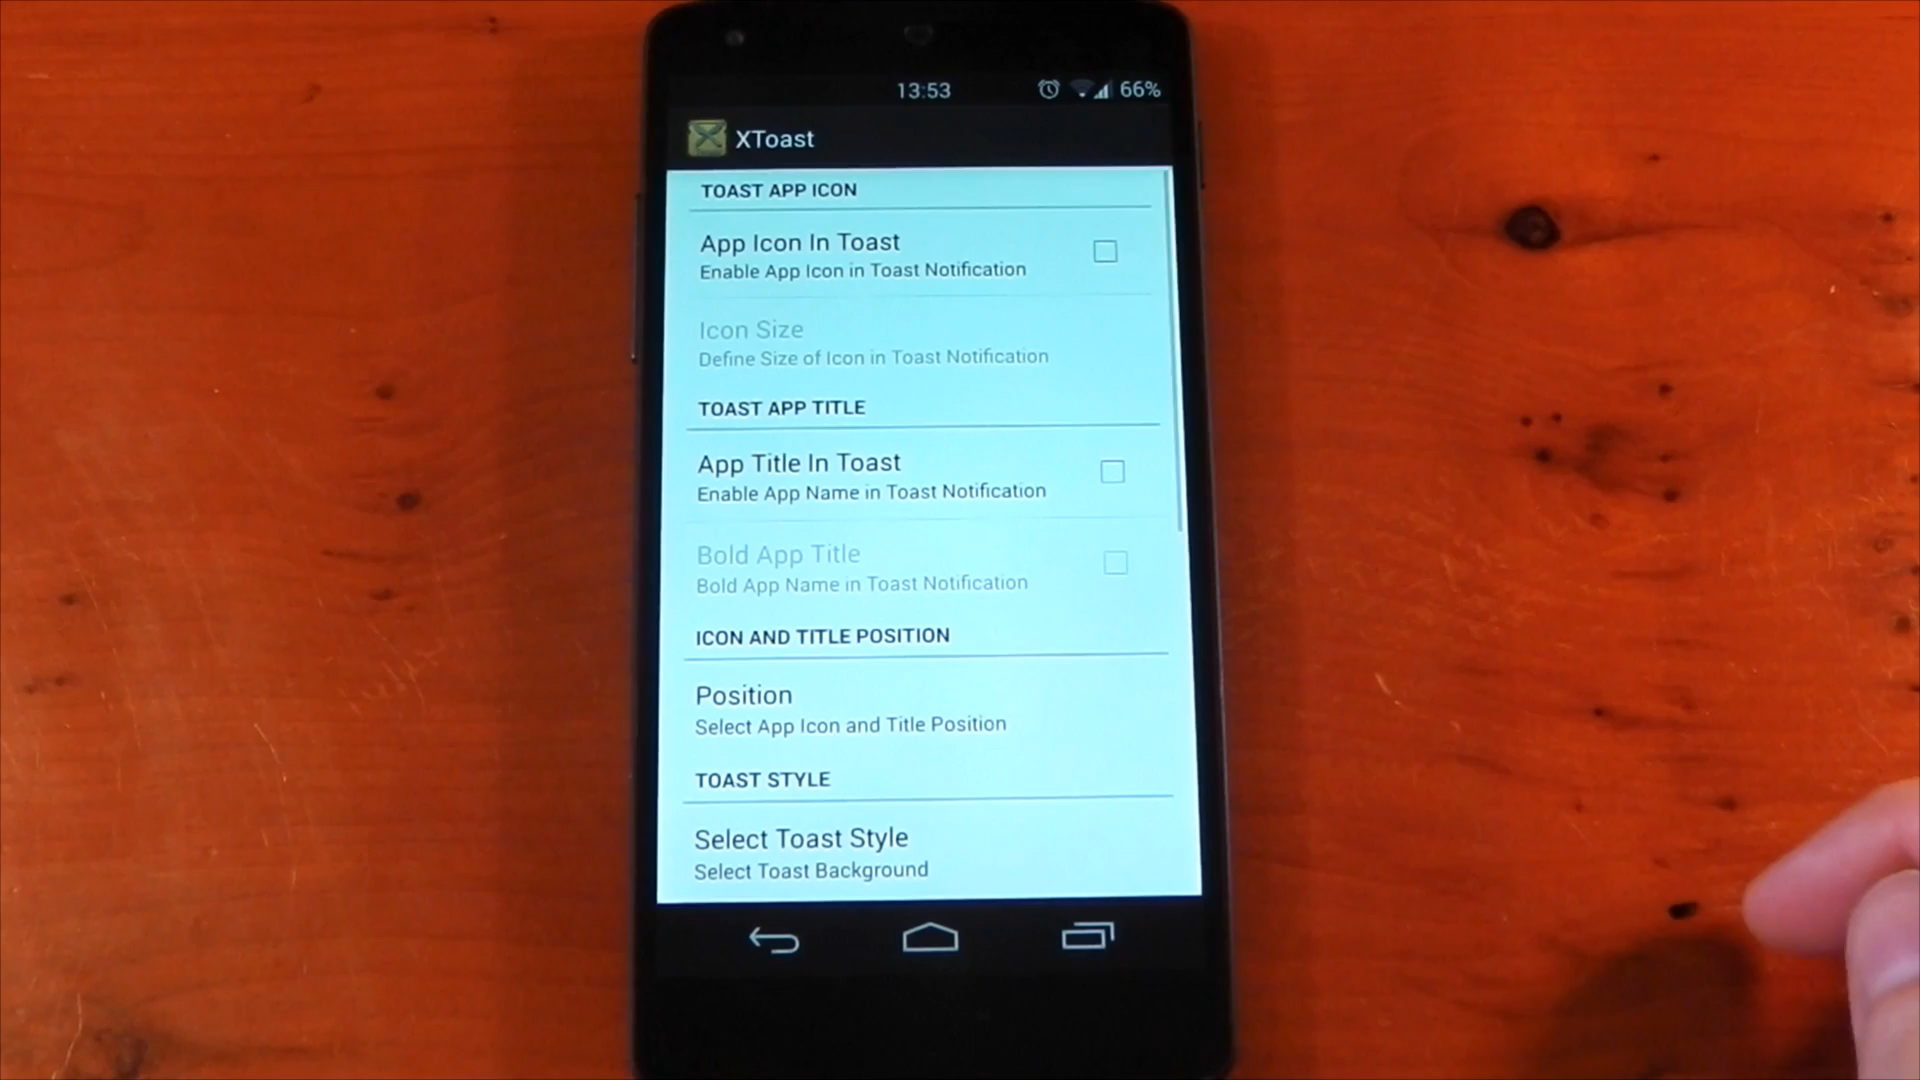 13:53
66%
XToast
TOAST APP ICON
App Icon In Toast
Enable App Icon in Toast Notification
Icon Size
Define Size of Icon in Toast Notification
TOAST APP TITLE
App Title In Toast
Enable App Name in Toast Notification
Bold App Title
Bold App Name in Toast Notification
ICON AND TITLE POSITION
Position
Select App Icon and Title Position
TOAST STYLE
Select Toast Style
Select Toast Background